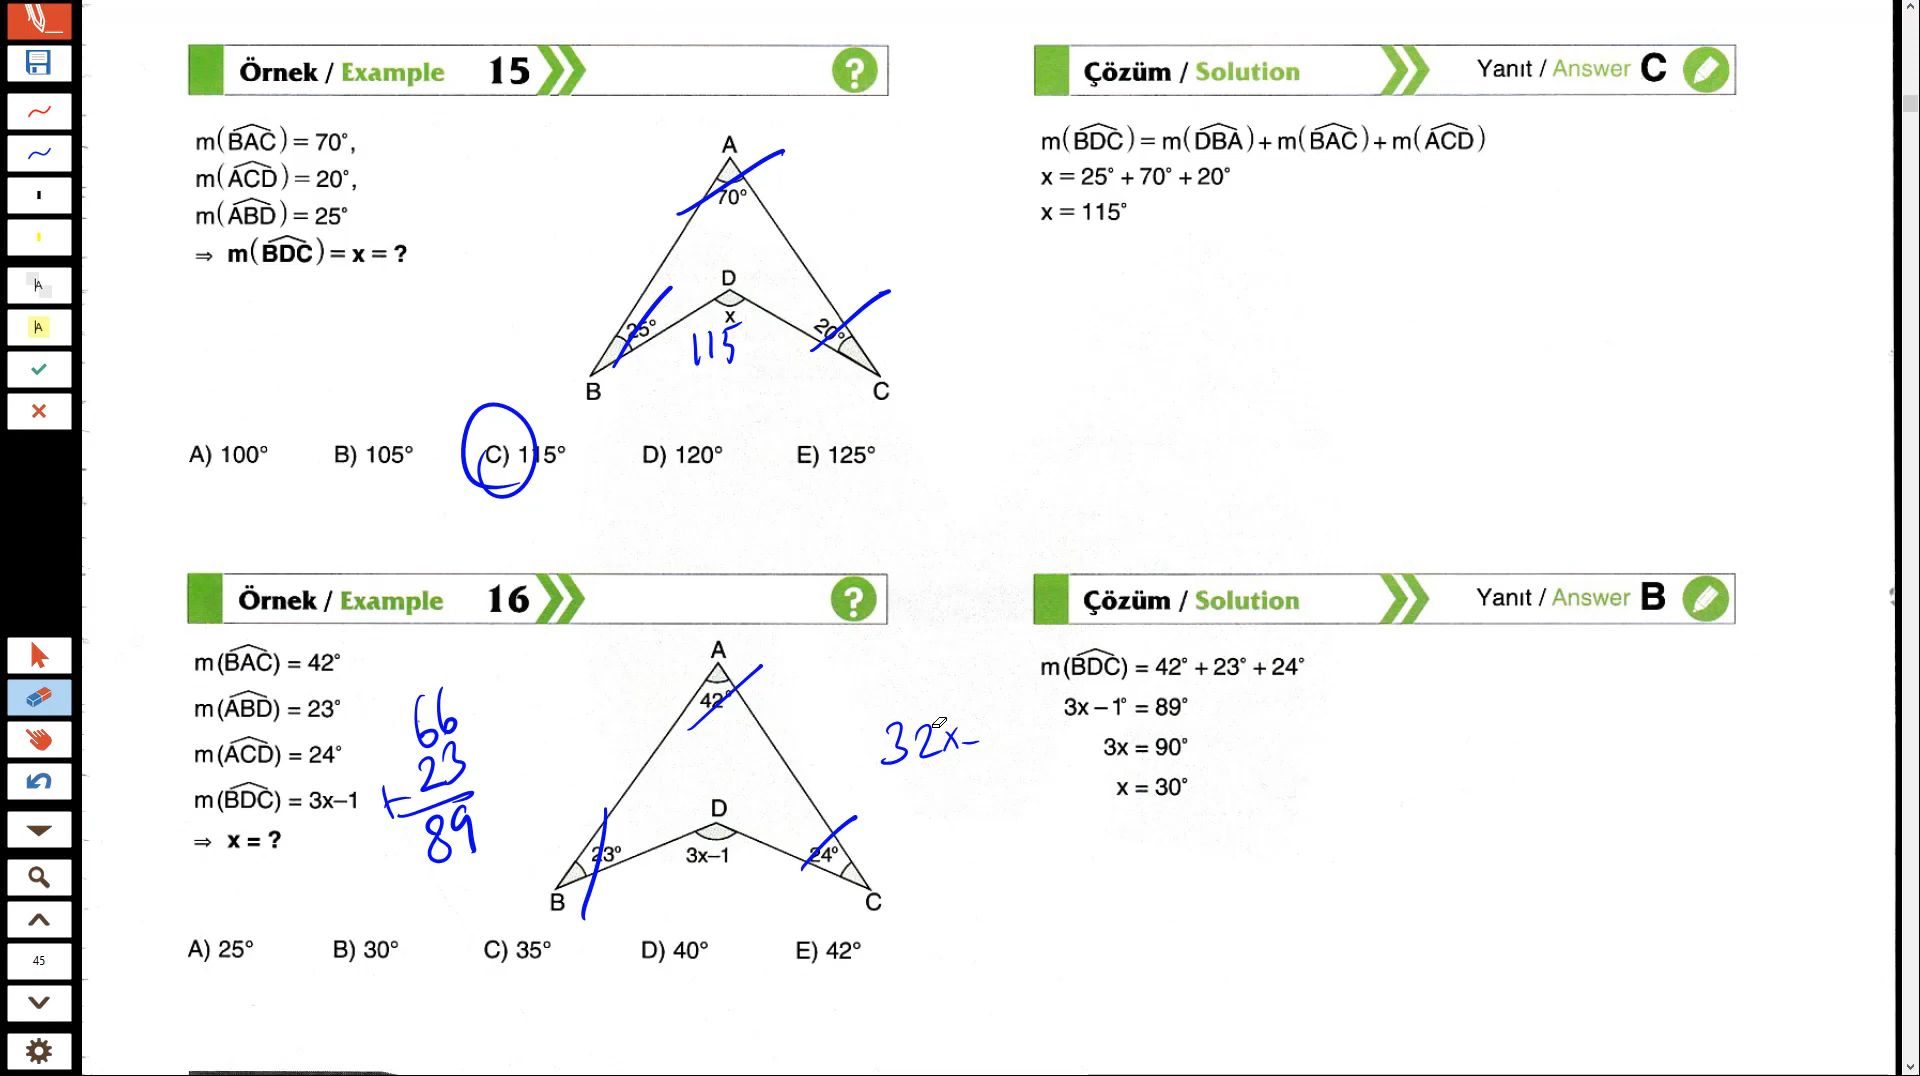 Örnek / Example 15
?
m(BAC) = 70°,
m(ACD) = 20°,
m(ABD) = 25°
⇒ m(BDC) = x = ?
A
70°
D
x
25°
20°
115
B
C
A) 100° B) 105° C) 115° D) 120° E) 125°
Çözüm / Solution Yanıt / Answer C
m(BDC) = m(DBA) + m(BAC) + m(ACD)
x = 25° + 70° + 20°
x = 115°
Örnek / Example 16
?
m(BAC) = 42°
m(ABD) = 23°
m(ACD) = 24°
m(BDC) = 3x–1
⇒ x = ?
66
23
+
89
A
42°
D
23°
3x–1
24°
B
C
32x–
A) 25° B) 30° C) 35° D) 40° E) 42°
Çözüm / Solution Yanıt / Answer B
m(BDC) = 42° + 23° + 24°
3x – 1° = 89°
3x = 90°
x = 30°
A
A
45